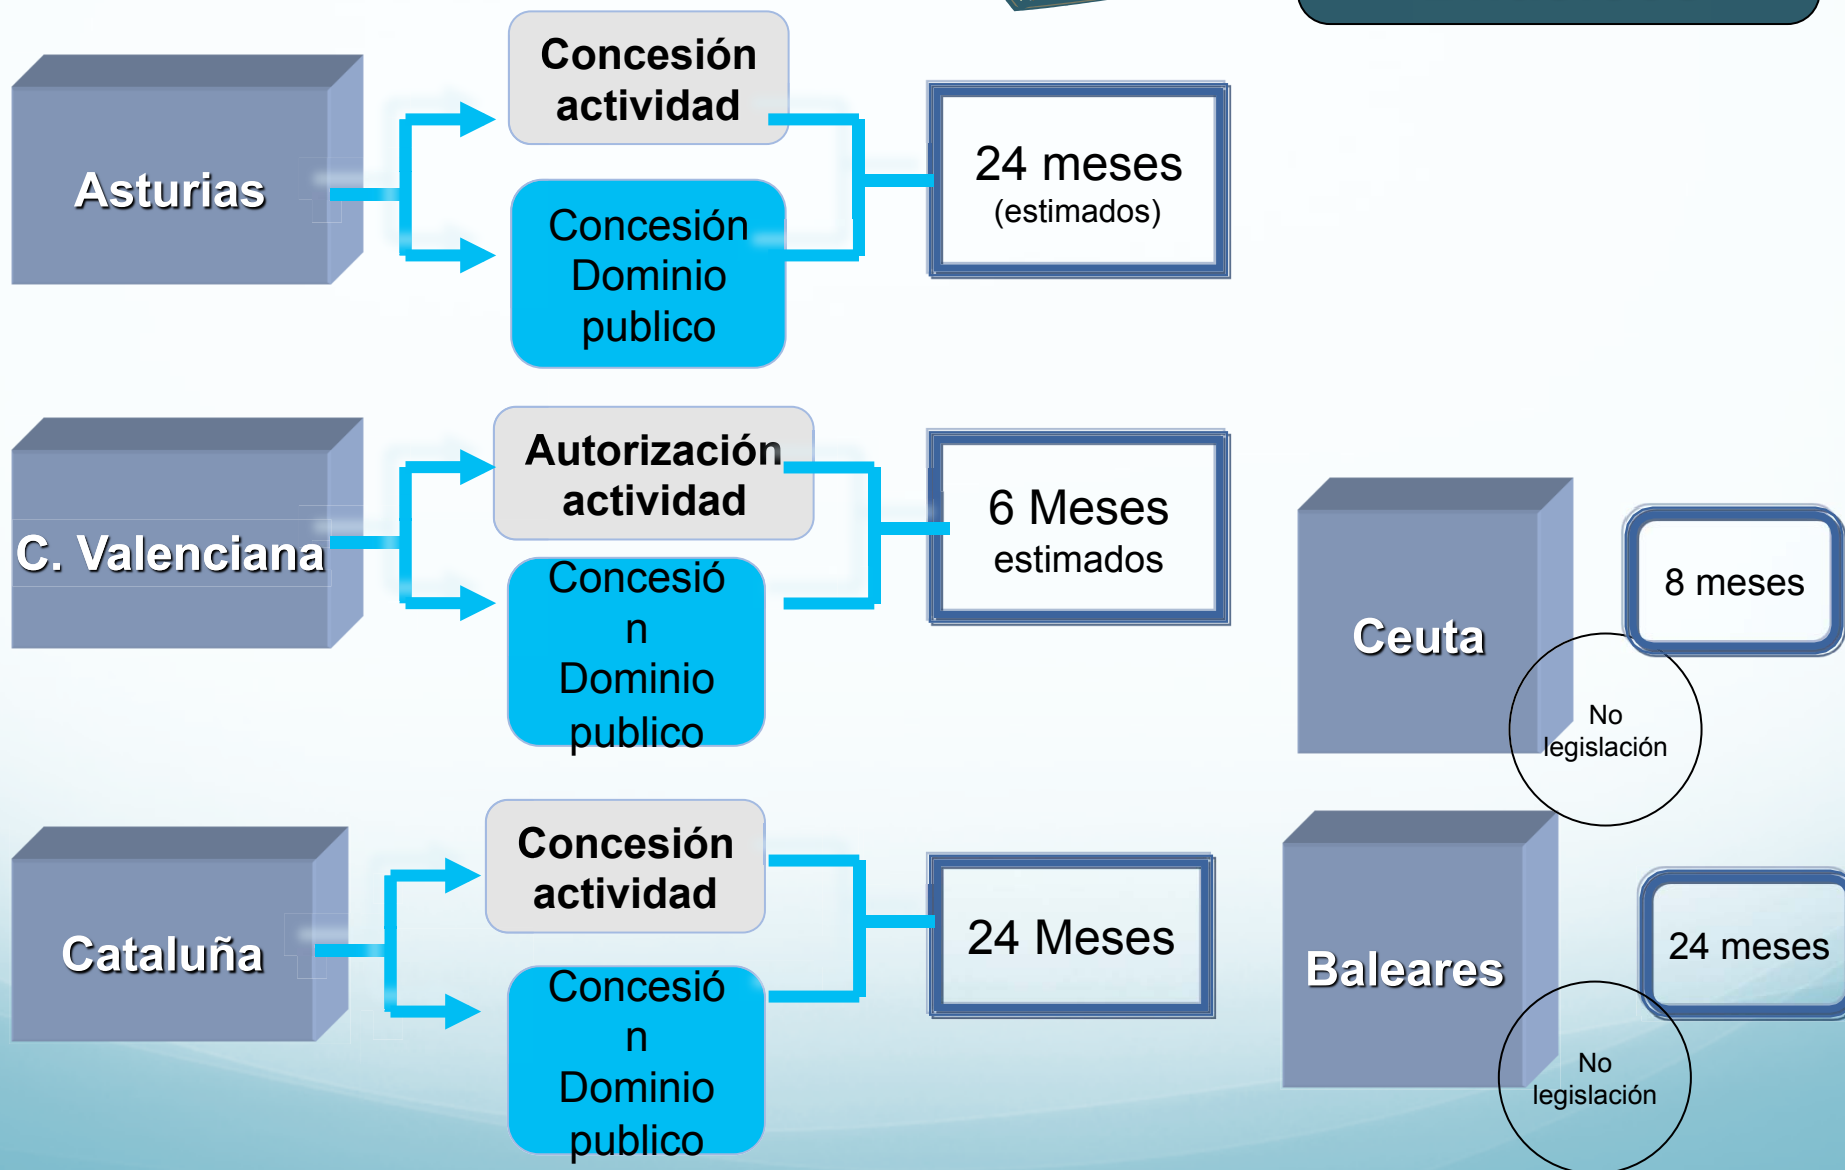 Asturias
Concesión
actividad
Concesión
Dominio
publico
24 meses
(estimados)
C. Valenciana
Autorización
actividad
Concesió
n
Dominio
publico
6 Meses
estimados
Cataluña
Concesión
actividad
Concesió
n
Dominio
publico
24 Meses
Ceuta
8 meses
No
legislación
Baleares
24 meses
No
legislación